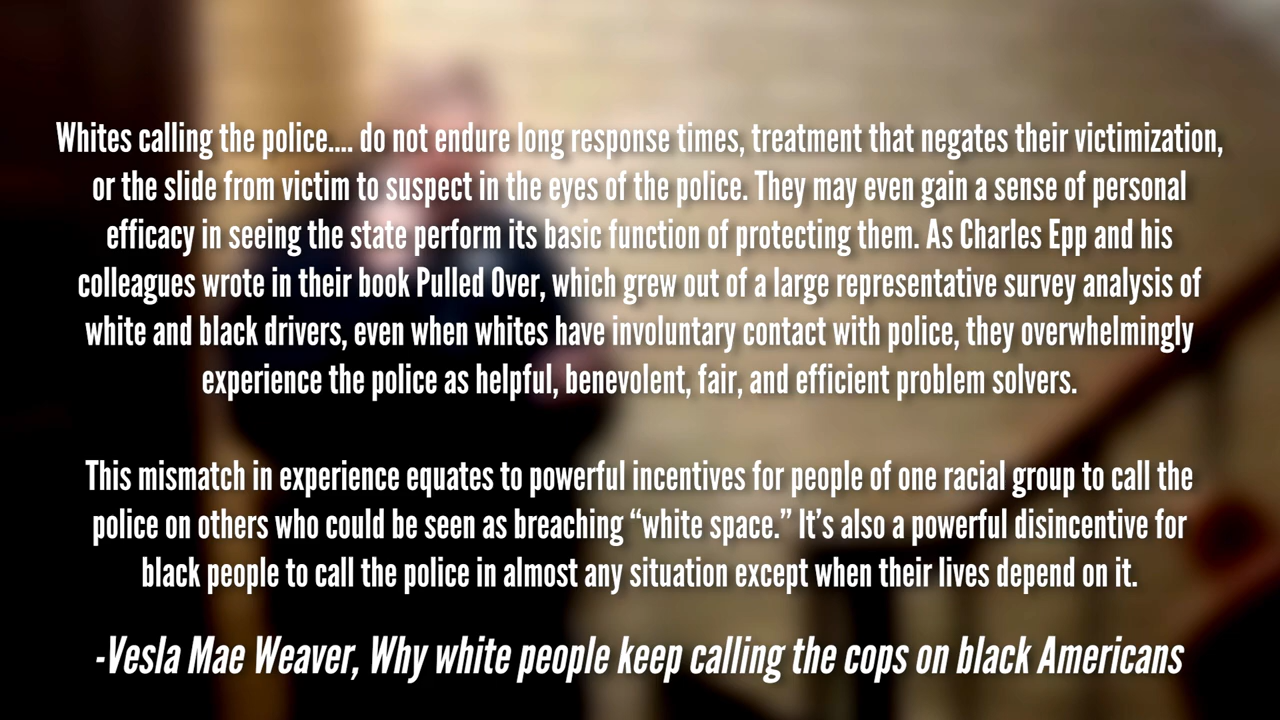 Whites calling the police.... do not endure long response times, treatment that negates their victimization,
or the slide from victim to suspect in the eyes of the police. They may even gain a sense of personal
efficacy in seeing the state perform its basic function of protecting them. As Charles Epp and his
colleagues wrote in their book Pulled Over, which grew out of a large representative survey analysis of
white and black drivers, even when whites have involuntary contact with police, they overwhelmingly
experience the police as helpful, benevolent, fair, and efficient problem solvers.
This mismatch in experience equates to powerful incentives for people of one racial group to call the
police on others who could be seen as breaching “white space.” It’s also a powerful disincentive for
black people to call the police in almost any situation except when their lives depend on it.
-Vesla Mae Weaver, Why white people keep calling the cops on black Americans